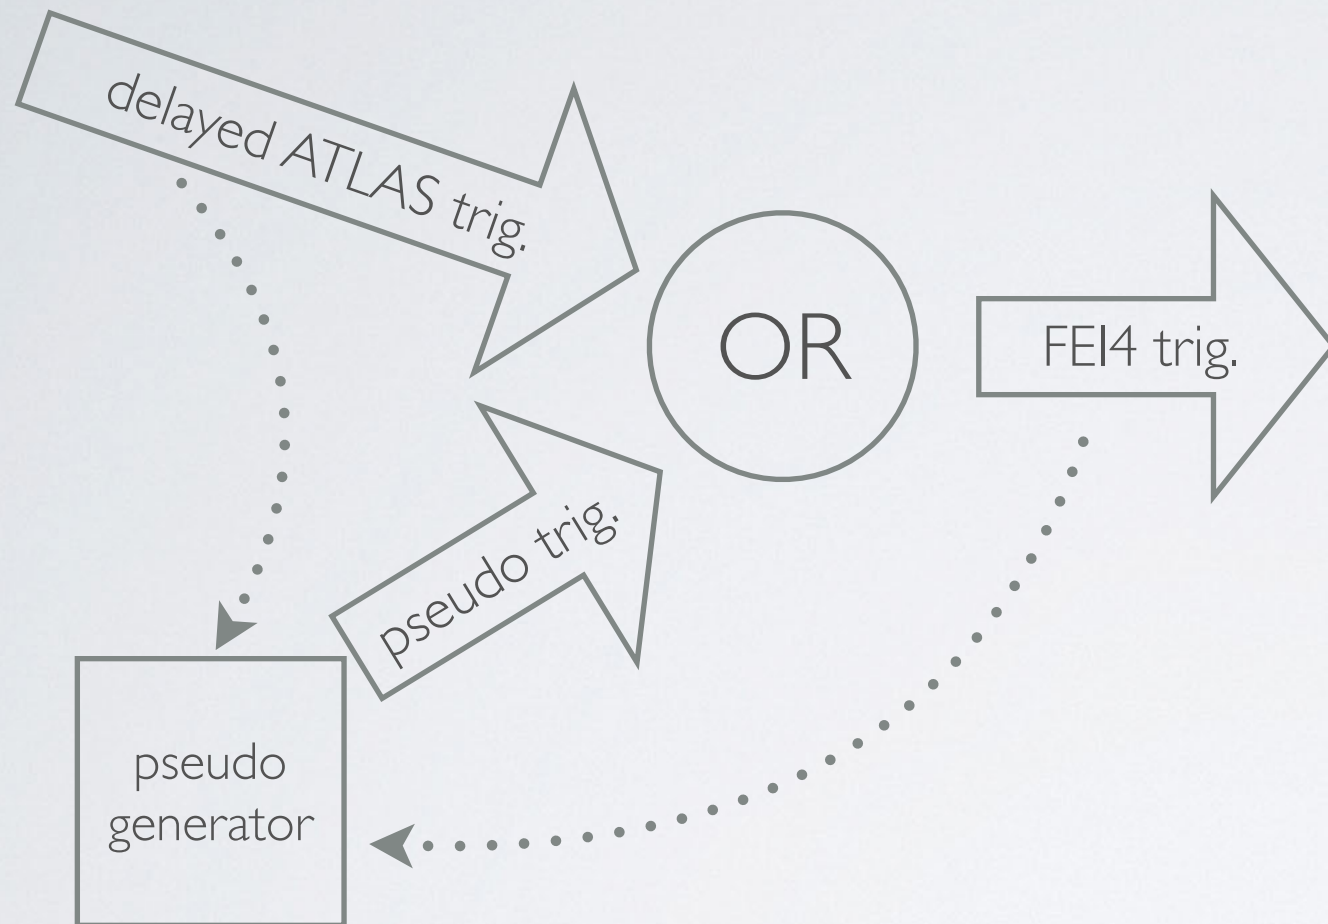 delayed ATLAS trig.
OR
FEI4 trig.
pseudo trig.
pseudo
generator